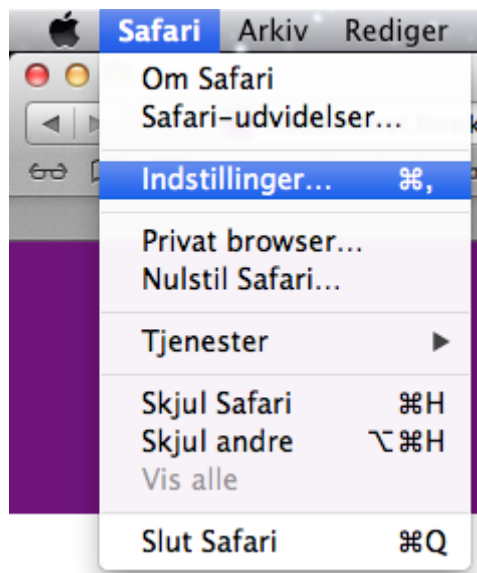 Safari Arkiv Rediger
Om Safari
Safari-udvidelser...
Indstillinger... ⌘,
Privat browser...
Nulstil Safari...
Tjenester ▶
Skjul Safari ⌘H
Skjul andre ⌥⌘H
Vis alle
Slut Safari ⌘Q